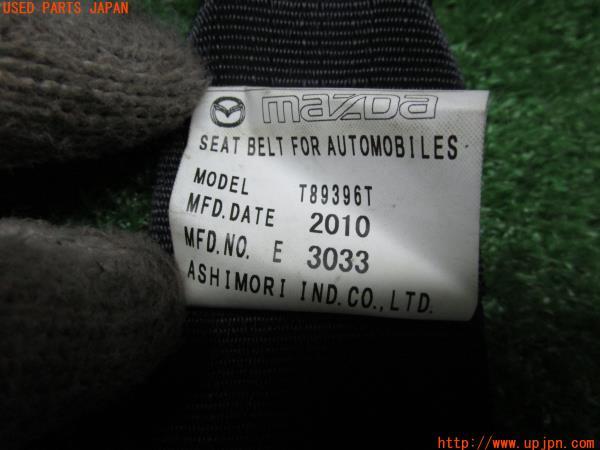 USED PARTS JAPAN
mazda
SEAT BELT FOR AUTOMOBILES
MODEL T89396T
MFD.DATE 2010
MFD.NO. E 3033
ASHIMORI IND.CO.,LTD.
http://www.upjpn.com